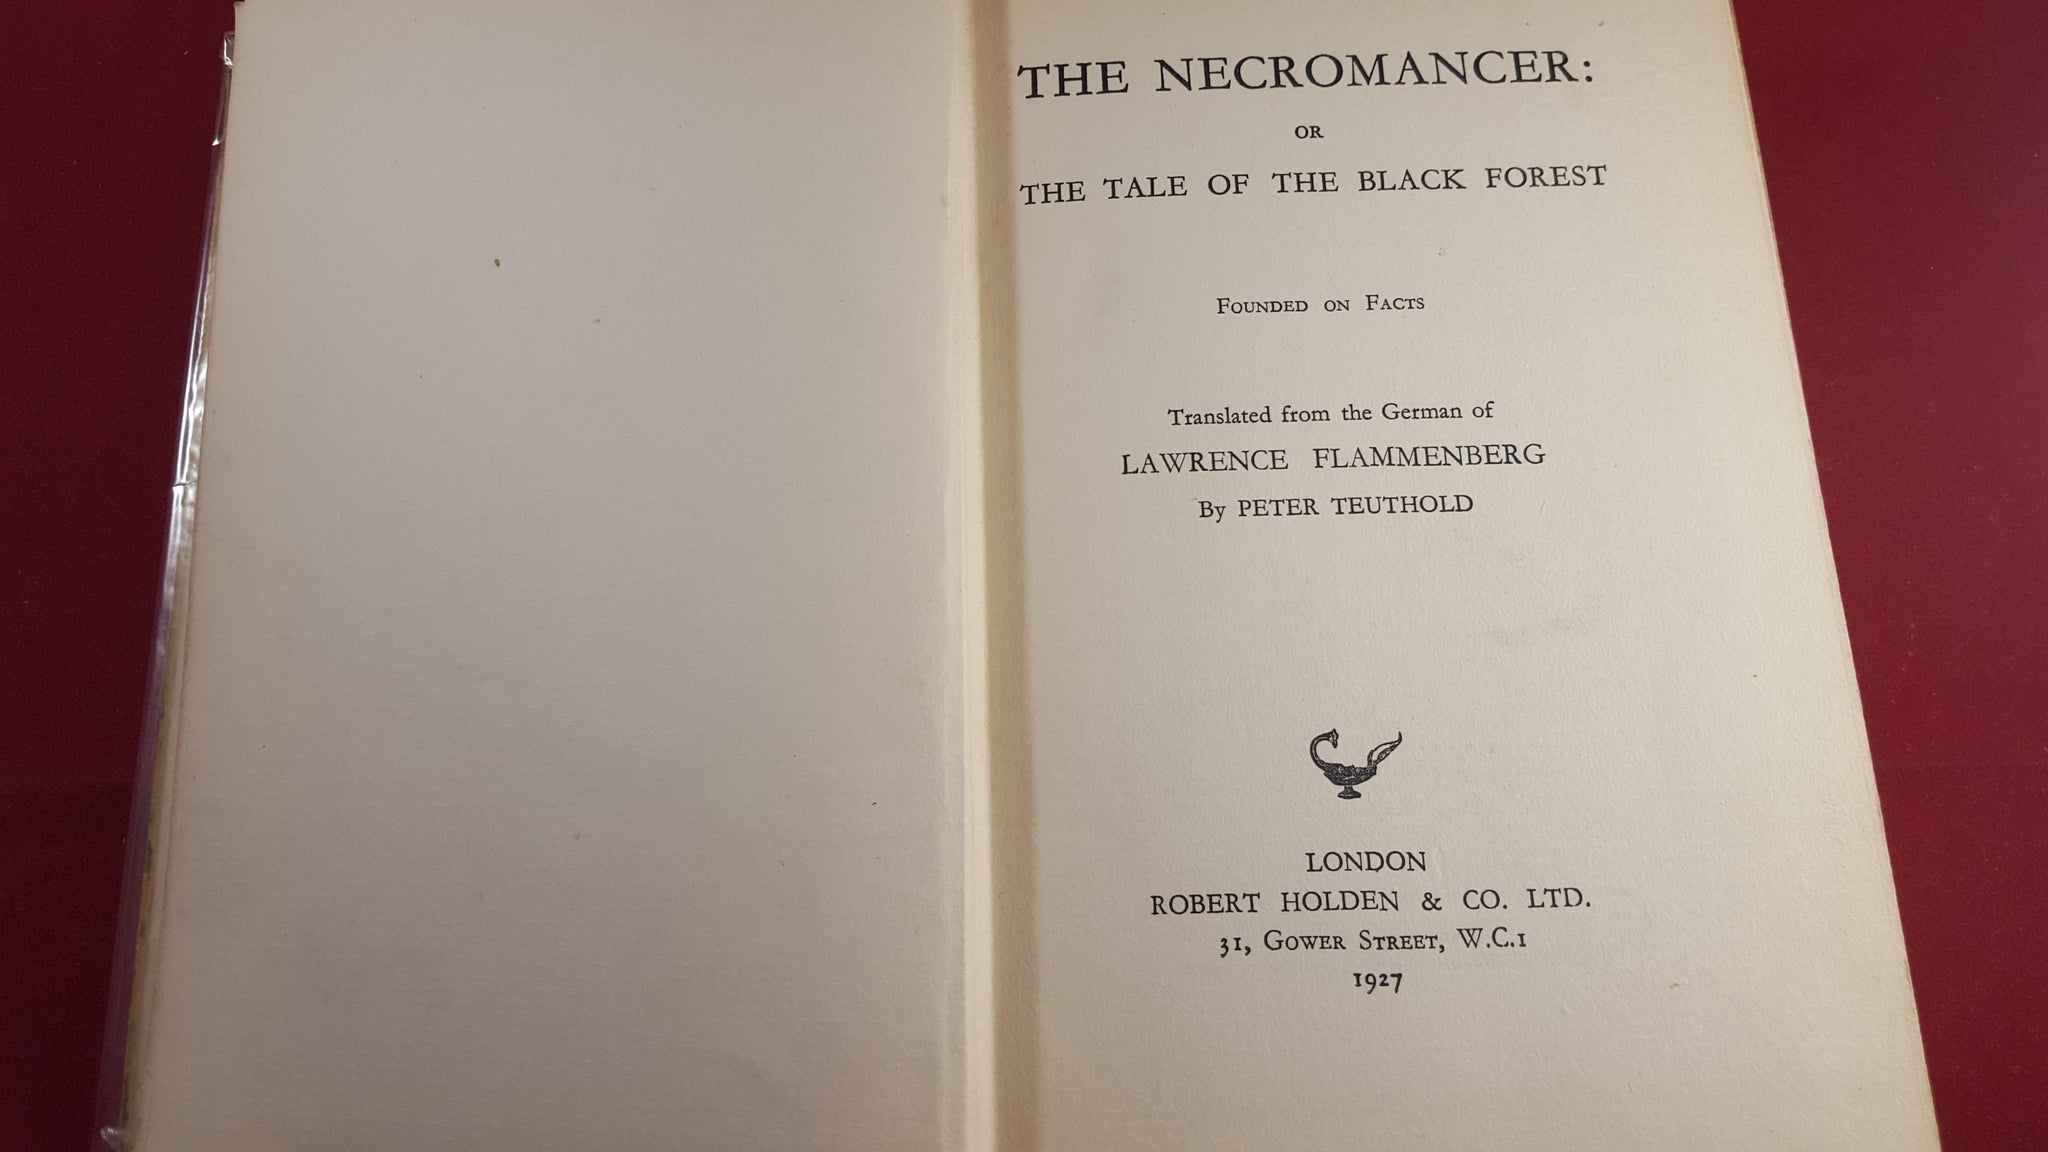 THE NECROMANCER:
OR
THE TALE OF THE BLACK FOREST
FOUNDED ON FACTS
Translated from the German of
LAWRENCE FLAMMENBERG
By PETER TEUTHOLD
LONDON
ROBERT HOLDEN & CO. LTD.
31, GOWER STREET, W.C.1
1927